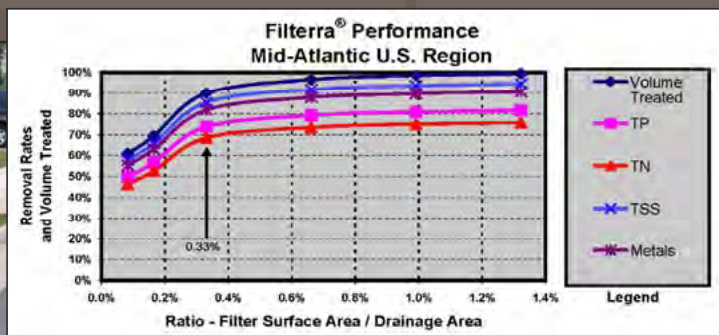 Filterra® Performance
Mid-Atlantic U.S. Region
Removal Rates
and Volume Treated
100%
90%
80%
70%
60%
50%
40%
30%
20%
10%
0%
0.33%
0.0%
0.2%
0.4%
0.6%
0.8%
1.0%
1.2%
1.4%
Ratio - Filter Surface Area / Drainage Area
Volume
Treated
TP
TN
TSS
Metals
Legend